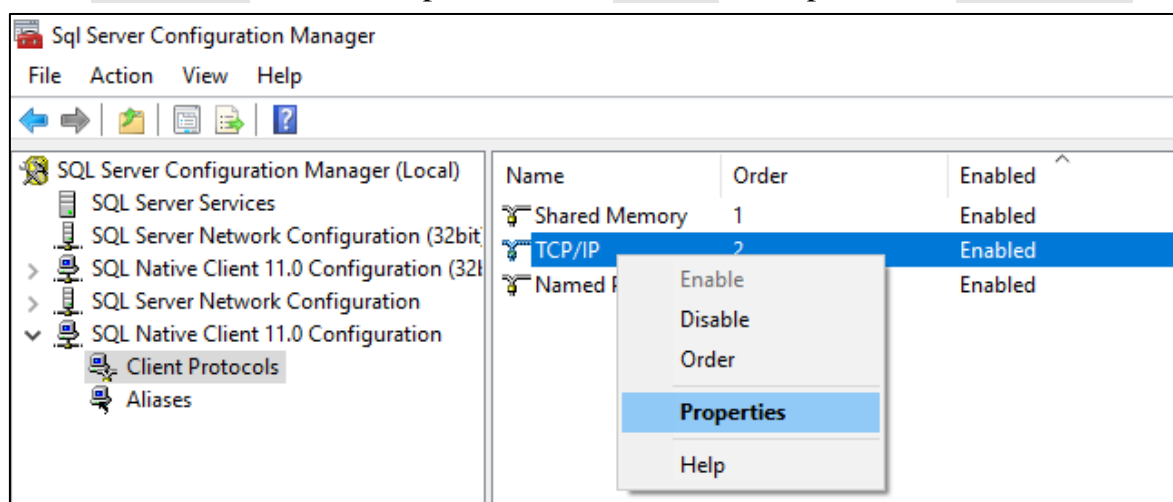 Sql Server Configuration Manager
File Action View Help
SQL Server Configuration Manager (Local)
SQL Server Services
SQL Server Network Configuration (32bit
SQL Native Client 11.0 Configuration (32b
SQL Server Network Configuration
SQL Native Client 11.0 Configuration
Client Protocols
Aliases
Name Order Enabled
Shared Memory 1 Enabled
TCP/IP 2 Enabled
Named Enabled
Enable
Disable
Order
Properties
Help